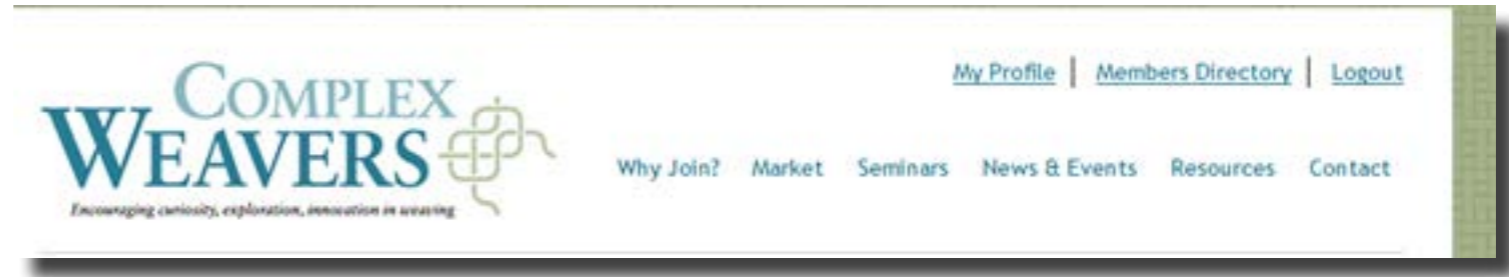 My Profile | Members Directory | Logout
COMPLEX
WEAVERS
Encouraging curiosity, exploration, innovation in weaving
Why Join? Market Seminars News & Events Resources Contact